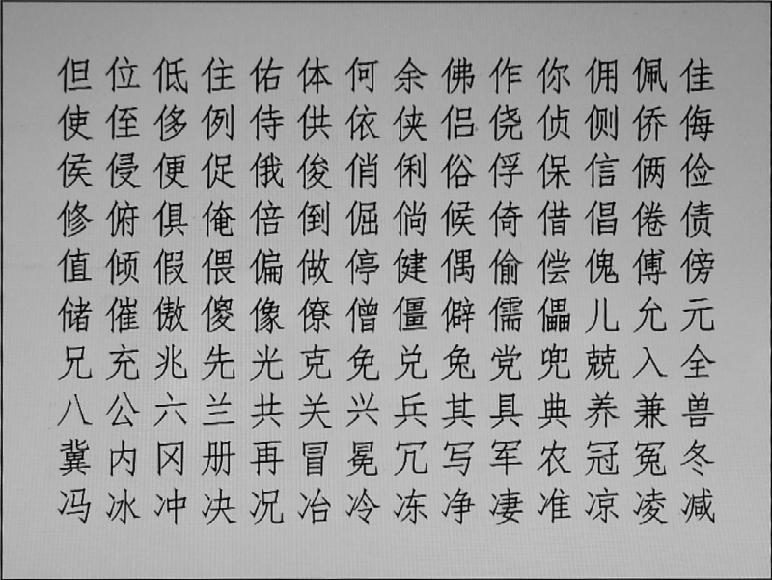 但位低住佑体何余佛作你佣佩佳
使侄侈例侍供依侠侣侥侦侧侨侮
侯侵便促俄俊俏俐俗俘保信俩俭
修俯俱俺倍倒倔倘候倚借倡倦债
值倾假偎偏做停健偶偷偿傀傅傍
储催傲傻像僚僧僵僻儒儡儿允元
兄充兆先光克免兑兔党兜兢入全
八公六兰共关兴兵其具典养兼兽
冀内冈册再冒冕冗写军农冠冤冬
冯冰冲决况冶冷冻净凄准凉凌减